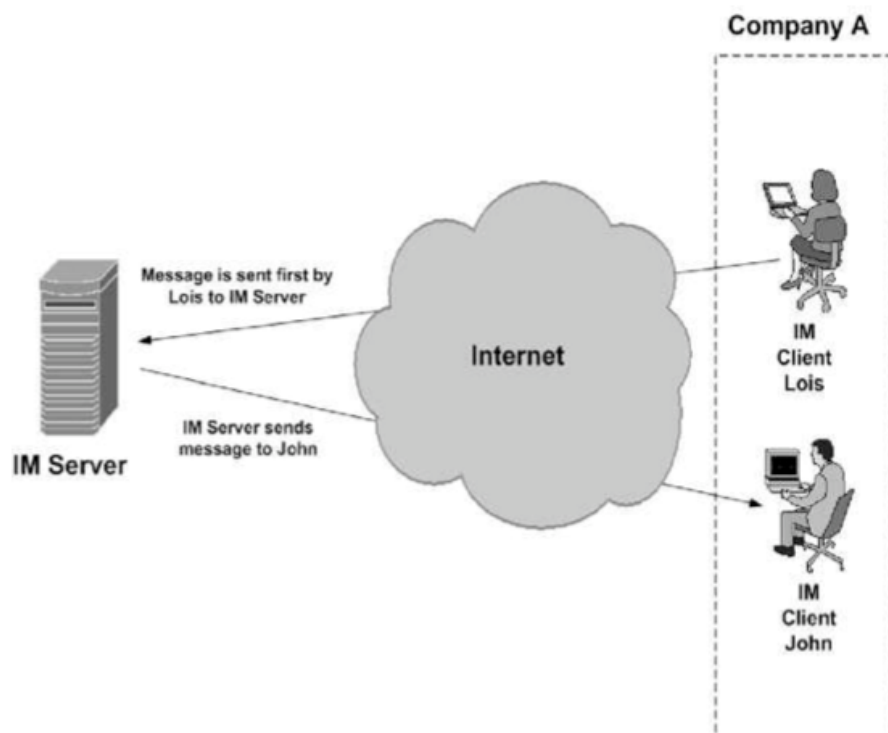 Company A
Message is sent first by
Lois to IM Server
Internet
IM
Client
Lois
IM Server sends
message to John
IM Server
IM
Client
John